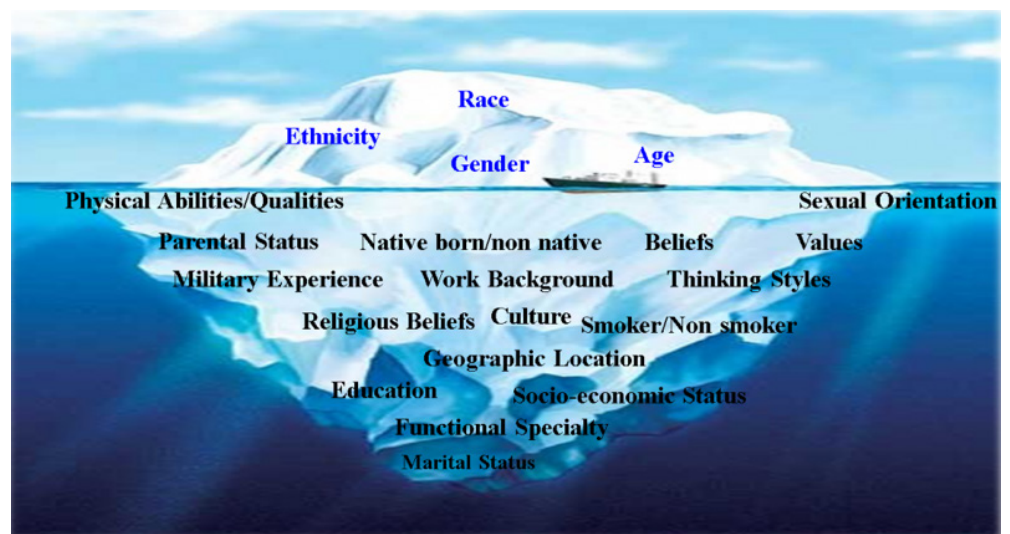 Race
Ethnicity
Gender
Age
Physical Abilities/Qualities
Sexual Orientation
Parental Status
Native born/non native
Beliefs
Values
Military Experience
Work Background
Thinking Styles
Religious Beliefs
Culture
Smoker/Non smoker
Geographic Location
Education
Socio-economic Status
Functional Specialty
Marital Status